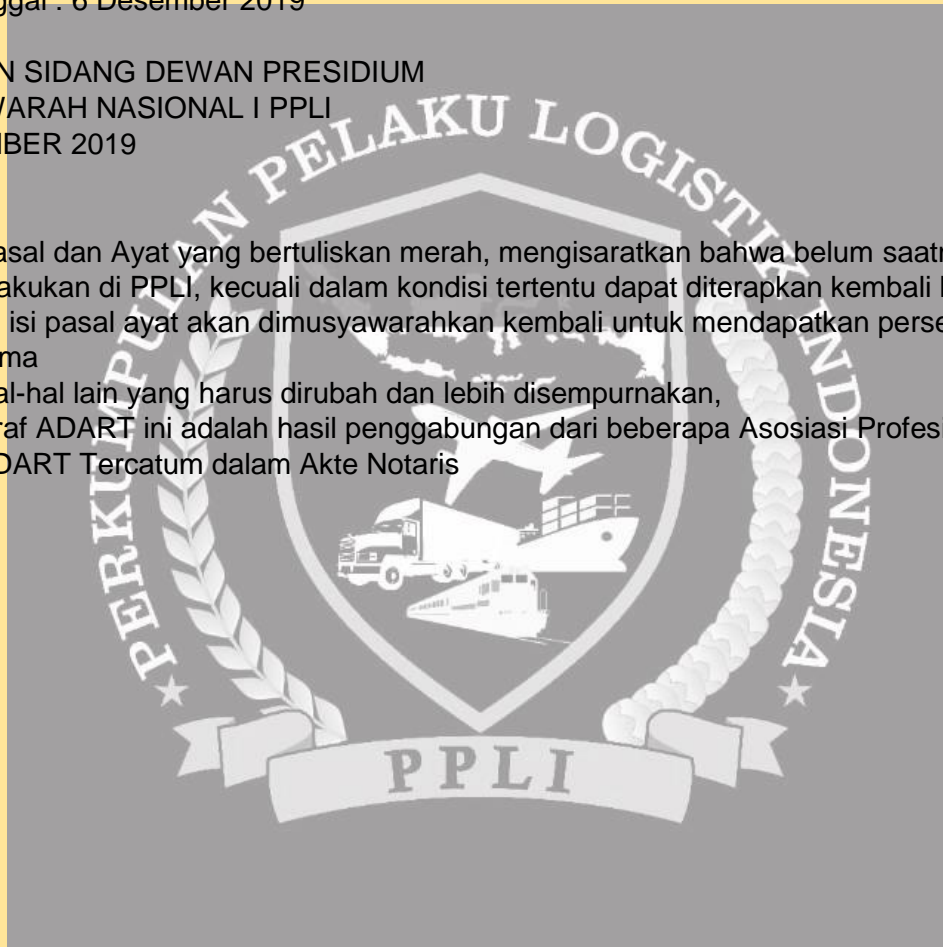 ggal : 6 Desember 2019
N SIDANG DEWAN PRESIDIUM
WARAH NASIONAL I PPLI
MBER 2019
asal dan Ayat yang bertuliskan merah, mengisaratkan bahwa belum saatn
akukan di PPLI, kecuali dalam kondisi tertentu dapat diterapkan kembali
isi pasal ayat akan dimusyawarahkan kembali untuk mendapatkan perse
ma
al-hal lain yang harus dirubah dan lebih disempurnakan,
raf ADART ini adalah hasil penggabungan dari beberapa Asosiasi Profes
DART Tercatum dalam Akte Notaris
PERKUMPULAN PELAKU LOGISTIK INDONESIA
PPLI